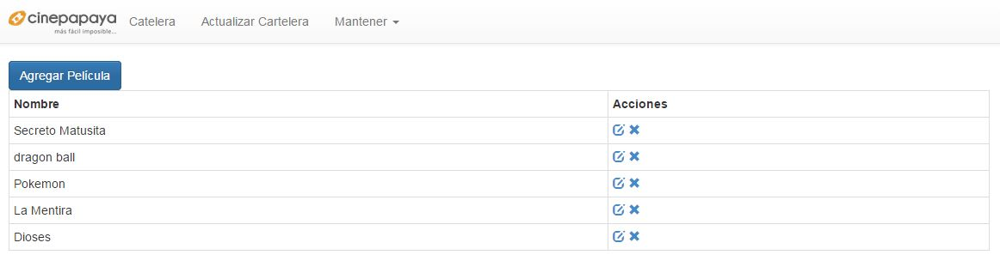 cinepapaya
más fácil imposible...
Catelera Actualizar Cartelera Mantener
Agregar Película
Nombre Acciones
Secreto Matusita
dragon ball
Pokemon
La Mentira
Dioses